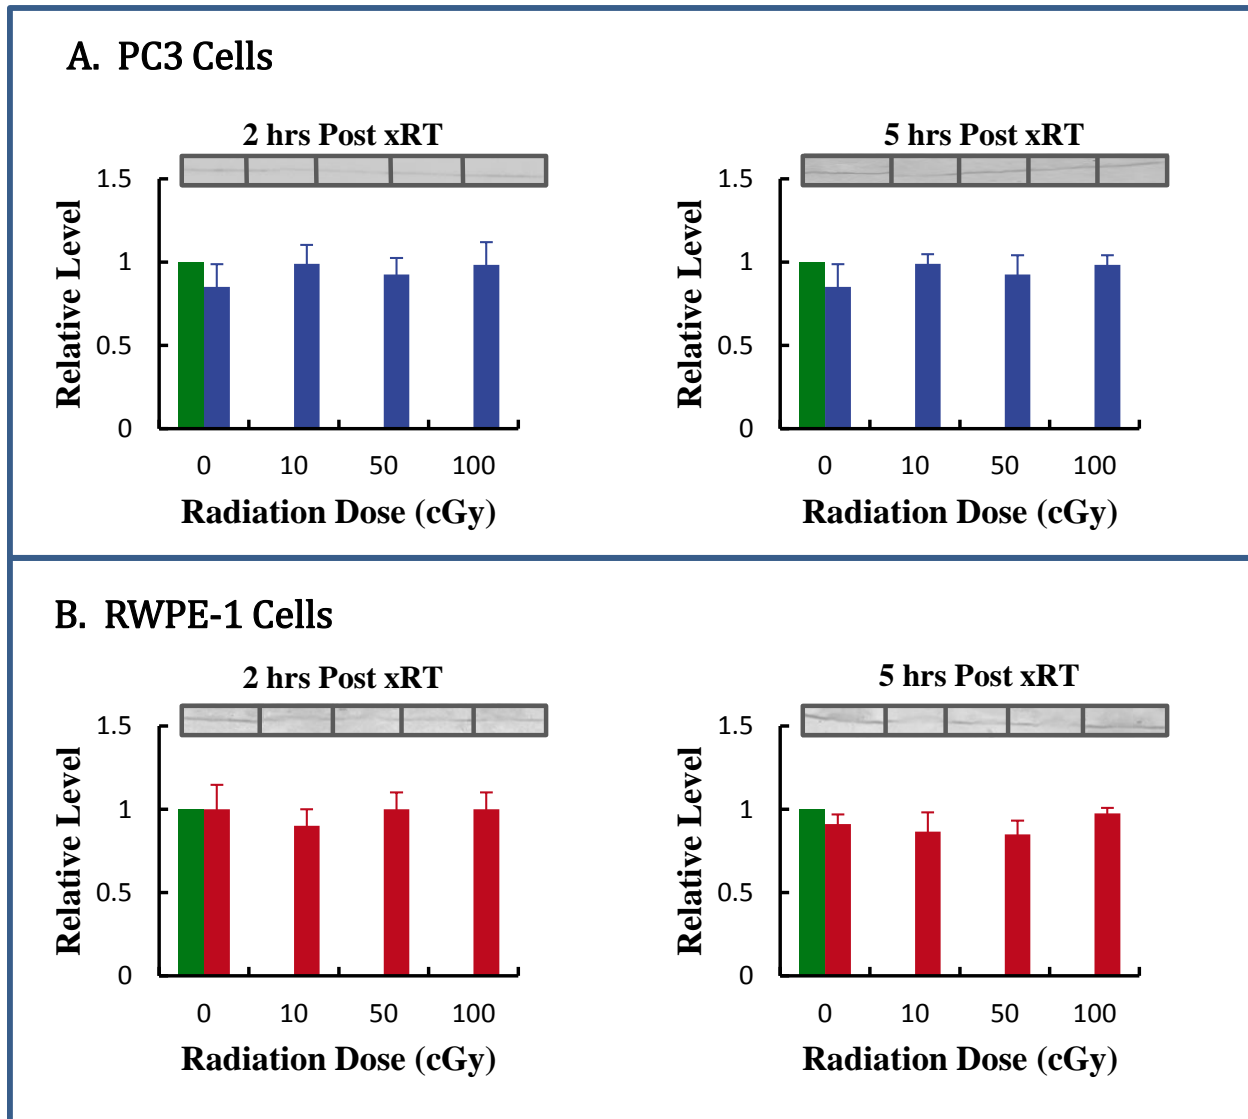 A. PC3 Cells
2 hrs Post xRT
1.5
1
0.5
0
Relative Level
0 10 50 100
Radiation Dose (cGy)
5 hrs Post xRT
1.5
1
0.5
0
Relative Level
0 10 50 100
Radiation Dose (cGy)
B. RWPE-1 Cells
2 hrs Post xRT
1.5
1
0.5
0
Relative Level
0 10 50 100
Radiation Dose (cGy)
5 hrs Post xRT
1.5
1
0.5
0
Relative Level
0 10 50 100
Radiation Dose (cGy)